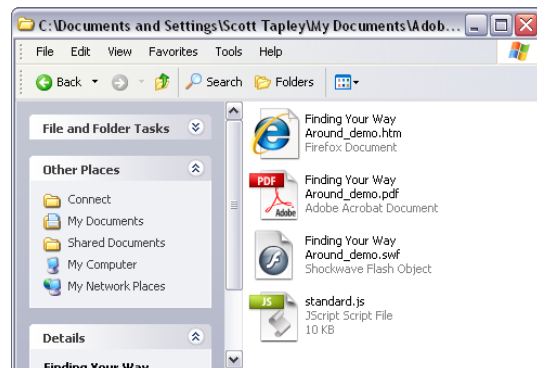 C:\Documents and Settings\Scott Tapley\My Documents\Adob...
File Edit View Favorites Tools Help
Back Search Folders
File and Folder Tasks
Other Places
Connect
My Documents
Shared Documents
My Computer
My Network Places
Details
Finding Your Way
Finding Your Way
Around_demo.htm
Firefox Document
PDF
Adobe
Finding Your Way
Around_demo.pdf
Adobe Acrobat Document
Finding Your Way
Around_demo.swf
Shockwave Flash Object
JS
standard.js
JScript Script File
10 KB